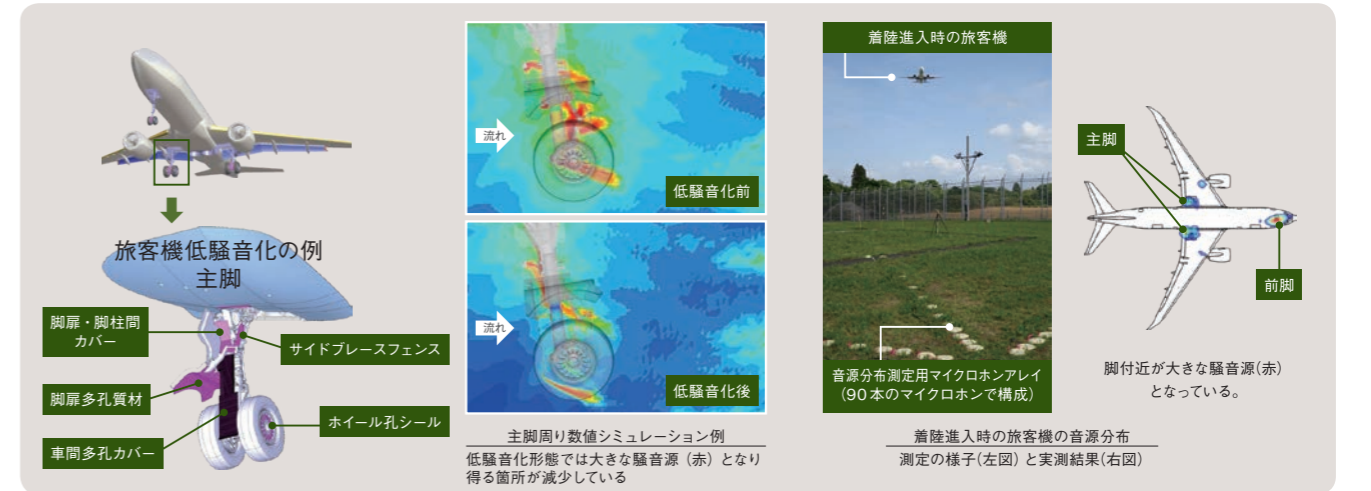 旅客機低騒音化の例
主脚
脚扉・脚柱間
カバー
サイドブレースフェンス
脚扉多孔質材
ホイール孔シール
車間多孔カバー
流れ
低騒音化前
流れ
低騒音化後
主脚周り数値シミュレーション例
低騒音化形態では大きな騒音源（赤）となり
得る箇所が減少している
着陸進入時の旅客機
音源分布測定用マイクロホンアレイ
（90本のマイクロホンで構成）
主脚
前脚
脚付近が大きな騒音源(赤)
となっている。
着陸進入時の旅客機の音源分布
測定の様子(左図)と実測結果(右図)